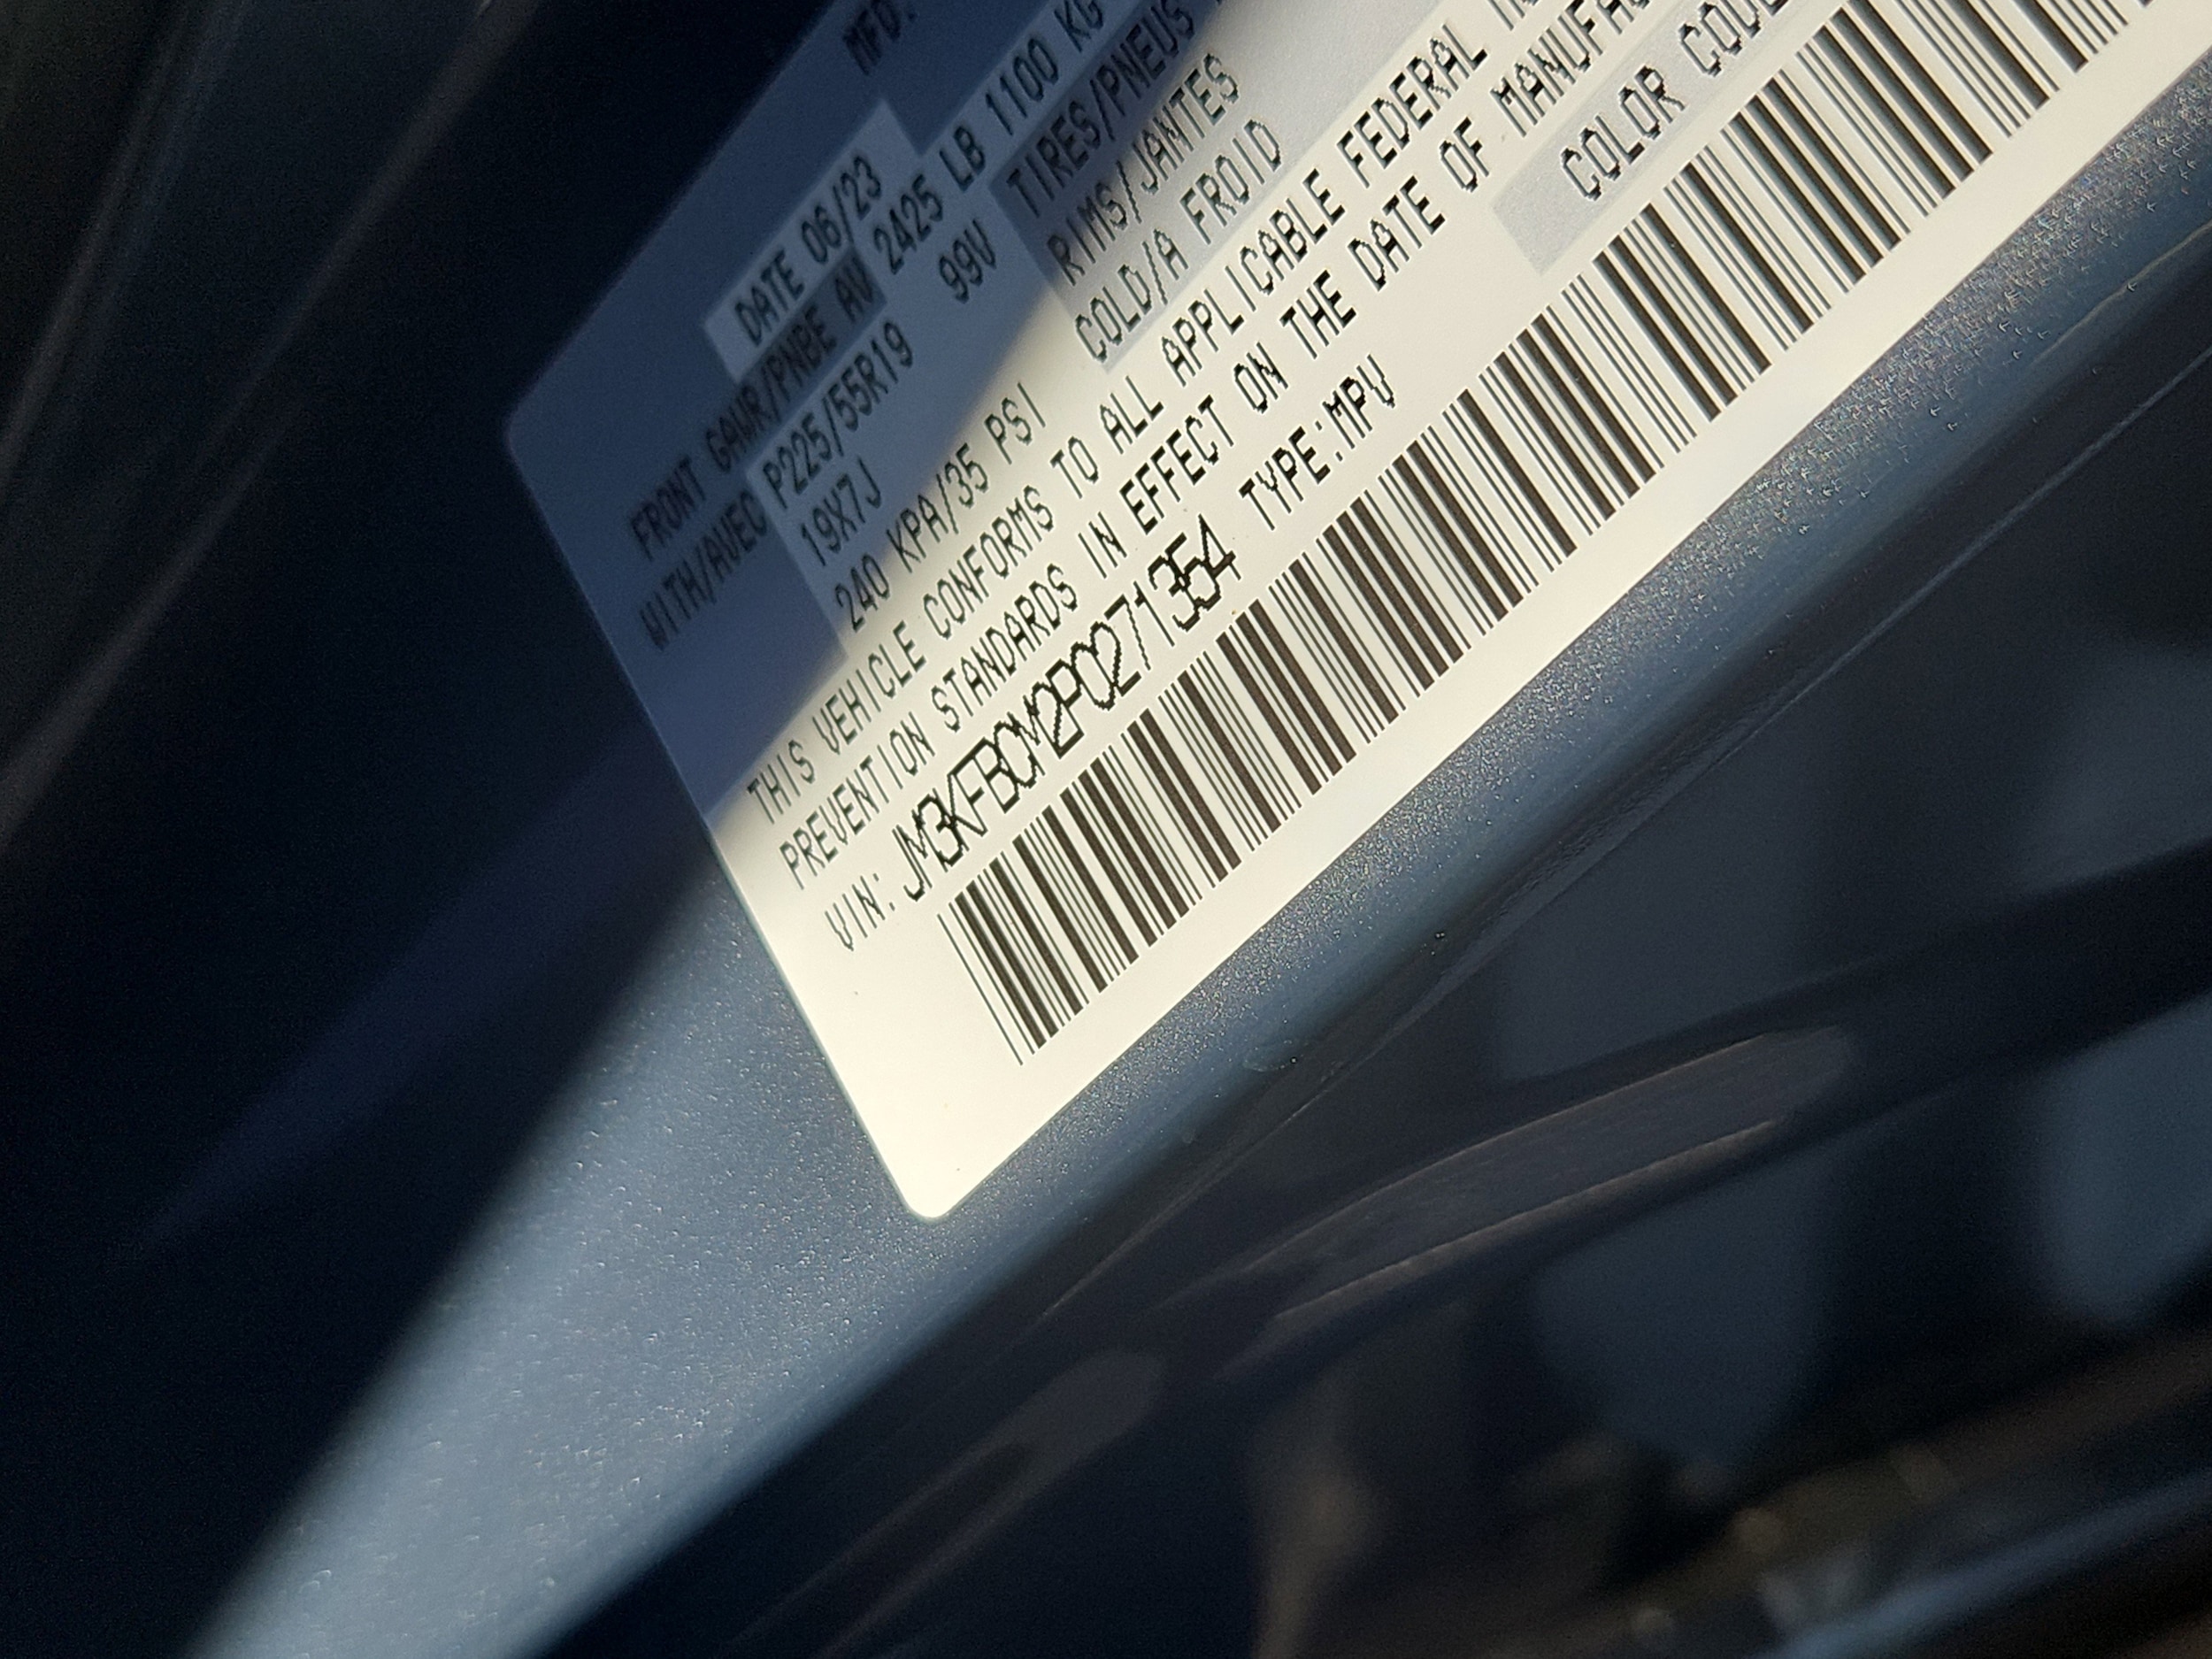 MFD.
DATE 06/23
FRONT GAWR/PNBE AV 2425 LB 1100 KG
WITH/AVEC P225/55R19 99V TIRES/PNEUS
19X7J RIMS/JANTES
240 KPA/35 PSI COLD/A FROID
THIS VEHICLE CONFORMS TO ALL APPLICABLE FEDERAL
PREVENTION STANDARDS IN EFFECT ON THE DATE OF MANUFA
VIN: JM3KFBCM2P0271354 TYPE:MPV COLOR CODE